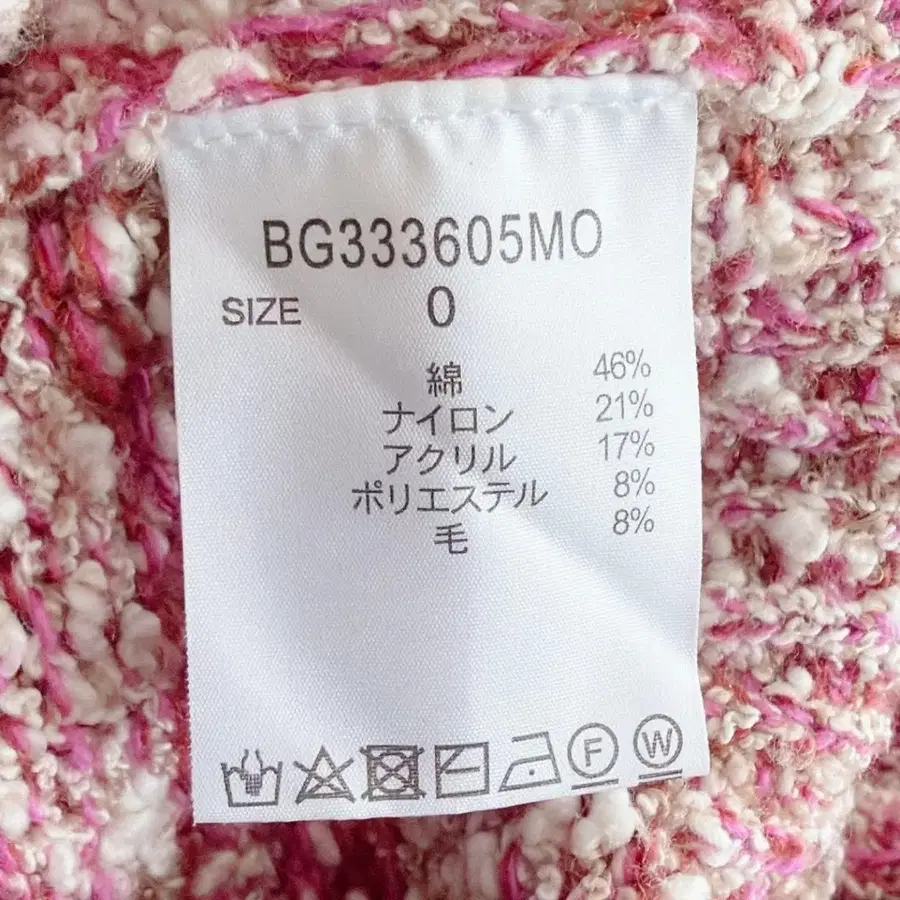 BG333605MO
SIZE 0
綿 46%
ナイロン 21%
アクリル 17%
ポリエステル 8%
毛 8%
F W